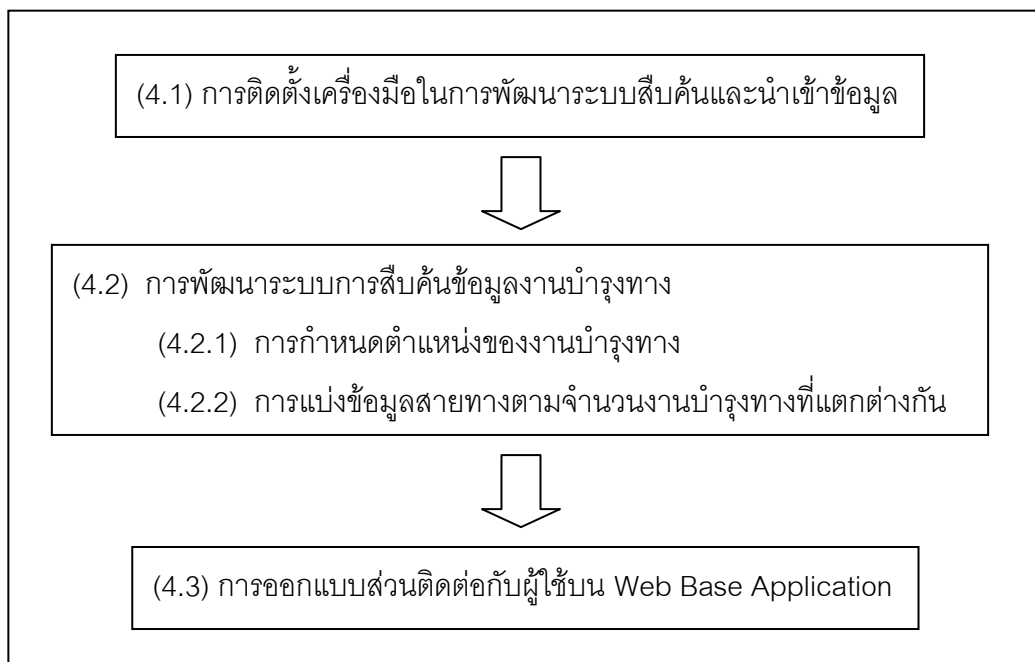 (4.1) การติดตั้งเครื่องมือในการพัฒนาระบบสืบค้นและนำเข้าข้อมูล
(4.2) การพัฒนาระบบการสืบค้นข้อมูลงานบำรุงทาง
(4.2.1) การกำหนดตำแหน่งของงานบำรุงทาง
(4.2.2) การแบ่งข้อมูลสายทางตามจำนวนงานบำรุงทางที่แตกต่างกัน
(4.3) การออกแบบส่วนติดต่อกับผู้ใช้บน Web Base Application